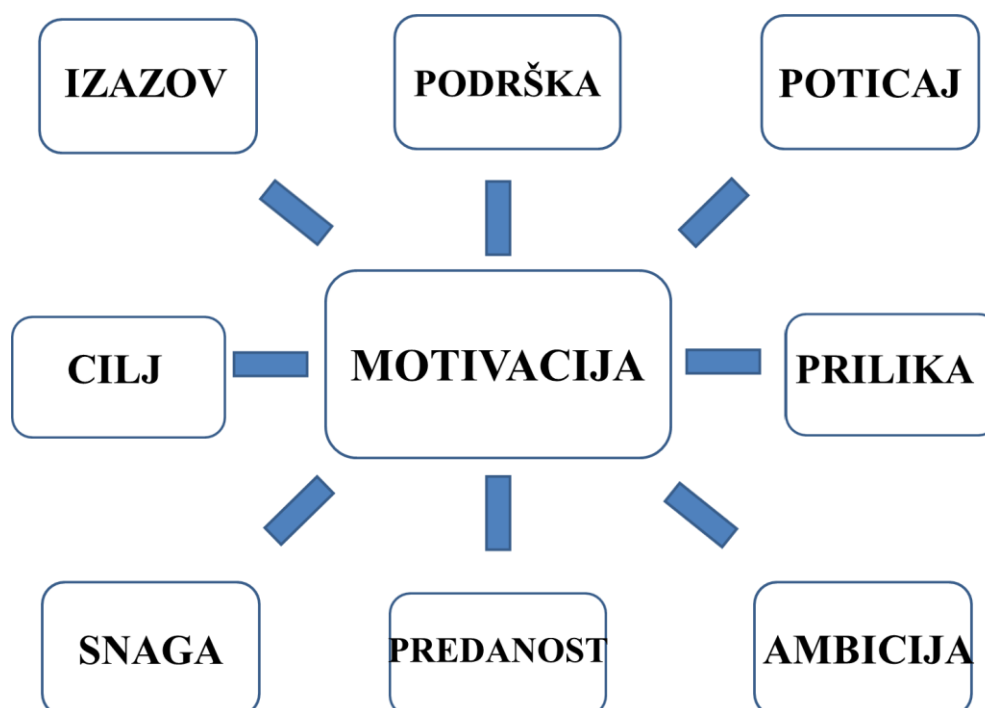 IZAZOV
PODRŠKA
POTICAJ
CILJ
MOTIVACIJA
PRILIKA
SNAGA
PREDANOST
AMBICIJA